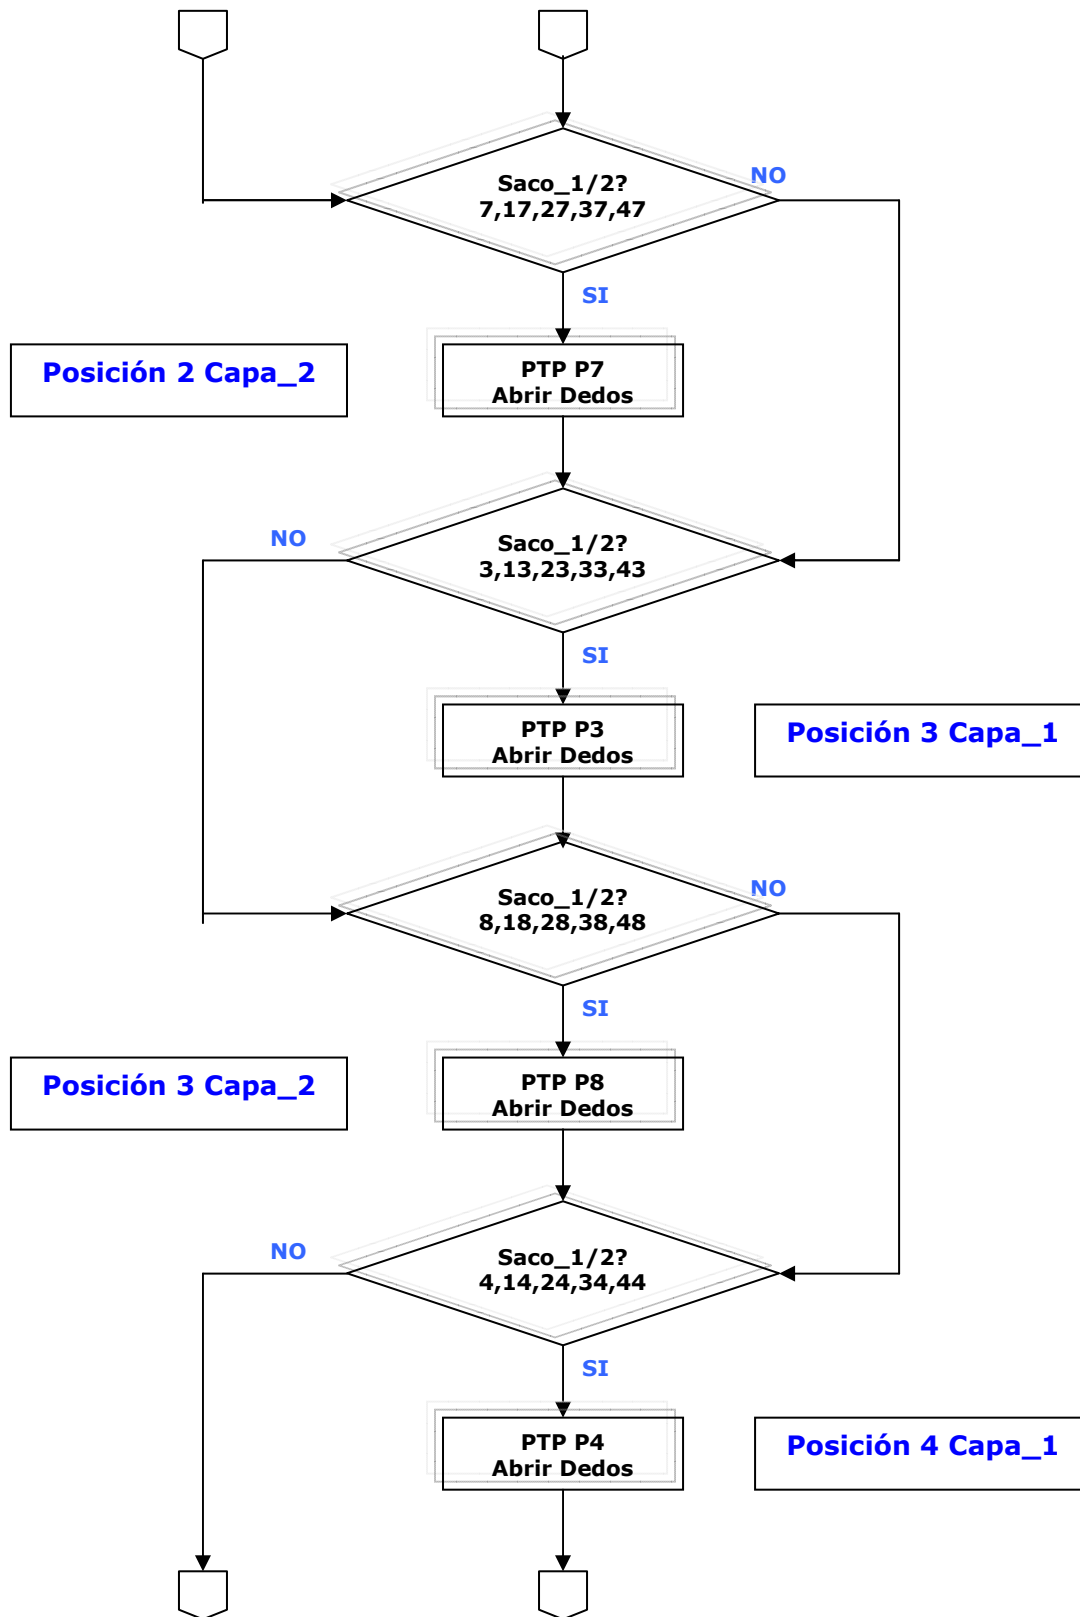 Saco_1/2?
7,17,27,37,47
NO
SI
Posición 2 Capa_2
PTP P7
Abrir Dedos
NO
Saco_1/2?
3,13,23,33,43
SI
PTP P3
Abrir Dedos
Posición 3 Capa_1
Saco_1/2?
8,18,28,38,48
NO
SI
Posición 3 Capa_2
PTP P8
Abrir Dedos
NO
Saco_1/2?
4,14,24,34,44
SI
PTP P4
Abrir Dedos
Posición 4 Capa_1